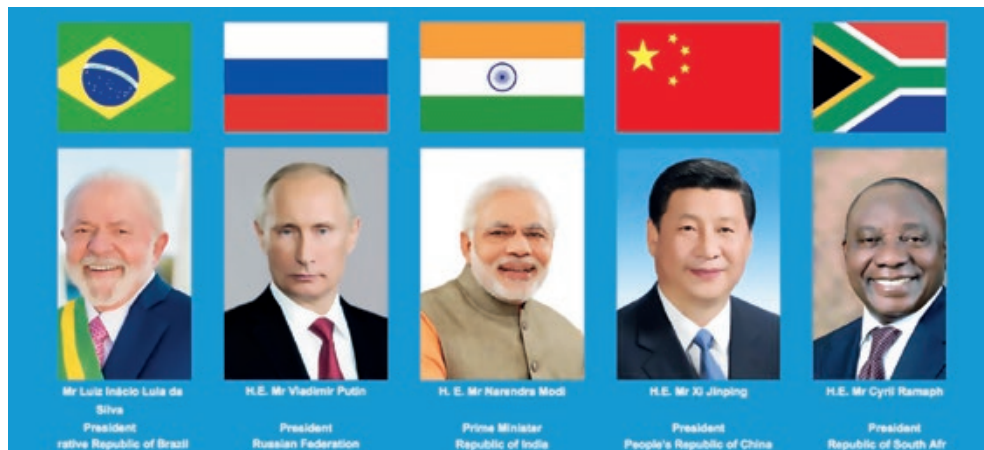 Mr Luiz Inácio Lula da
Silva
President
rative Republic of Brazil
H.E. Mr Vladimir Putin
President
Russian Federation
H. E. Mr Narendra Modi
Prime Minister
Republic of India
H.E. Mr Xi Jinping
President
People's Republic of China
H.E. Mr Cyril Ramaph
President
Republic of South Afr